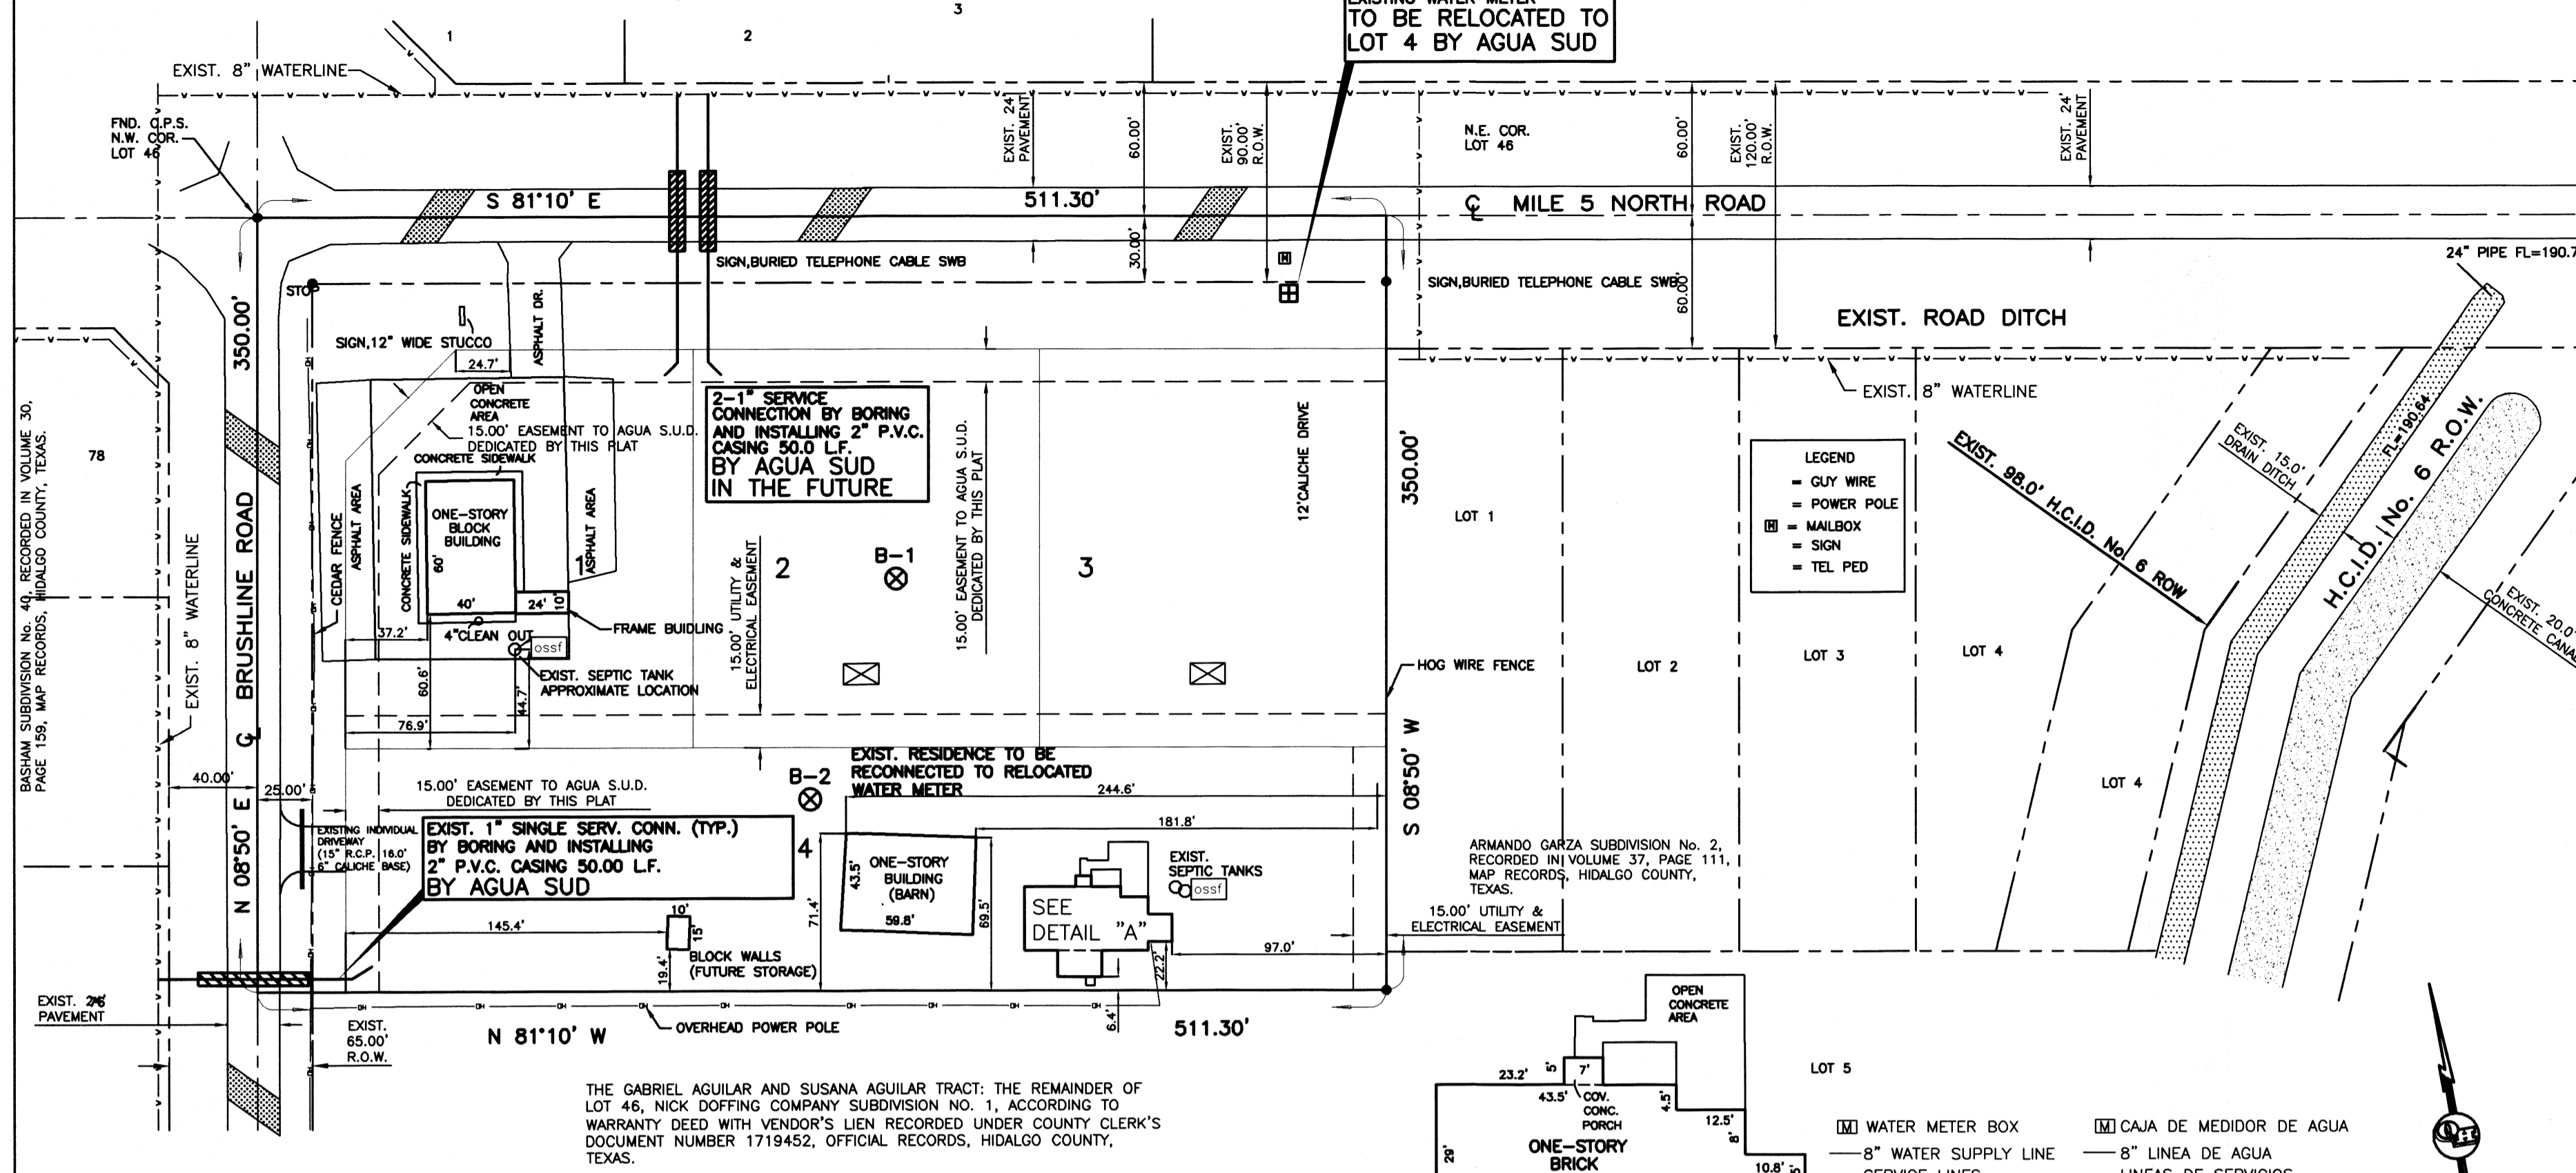 3
1
2
TO BE RELOCATED TO
LOT 4 BY AGUA SUD
EXIST. 8" WATERLINE
FND. C.P.S.
N.W. COR.
LOT 46
EXIST. 24'
PAVEMENT
60.00'
EXIST.
90.00'
R.O.W.
N.E. COR.
LOT 46
60.00'
EXIST.
120.00'
R.O.W.
EXIST. 24'
PAVEMENT
S 81°10' E
511.30'
℄ MILE 5 NORTH ROAD
30.00'
SIGN,BURIED TELEPHONE CABLE SWB
M
SIGN,BURIED TELEPHONE CABLE SWB
60.00'
24" PIPE FL=190.7
STOP
350.00'
ASPHALT DR.
EXIST. ROAD DITCH
SIGN,12" WIDE STUCCO
24.7'
OPEN
CONCRETE
AREA
15.00' EASEMENT TO AGUA S.U.D.
DEDICATED BY THIS PLAT
CONCRETE SIDEWALK
2-1" SERVICE
CONNECTION BY BORING
AND INSTALLING 2" P.V.C.
CASING 50.0 L.F.
BY AGUA SUD
IN THE FUTURE
15.00' EASEMENT TO AGUA S.U.D.
DEDICATED BY THIS PLAT
12'CALICHE DRIVE
350.00'
EXIST. 8" WATERLINE
BASHAM SUBDIVISION No. 40, RECORDED IN VOLUME 30,
PAGE 159, MAP RECORDS, HIDALGO COUNTY, TEXAS.
78
EXIST. 8" WATERLINE
℄ BRUSHLINE ROAD
CEDAR FENCE
ASPHALT AREA
CONCRETE SIDEWALK
ONE-STORY
BLOCK
BUILDING
60'
40'
24'
10'
1
ASPHALT AREA
2
B-1
3
LOT 1
LEGEND
= GUY WIRE
= POWER POLE
M = MAILBOX
= SIGN
= TEL PED
EXIST. 98.0' H.C.I.D. No. 6 ROW
EXIST. 15.0'
DRAIN DITCH
FL=190.64
H.C.I.D. No. 6 R.O.W.
EXIST. 20.0'
CONCRETE CANAL
37.2'
4"CLEAN OUT
ossf
FRAME BUIDLING
EXIST. SEPTIC TANK
APPROXIMATE LOCATION
60.6'
44.7'
76.9'
15.00' UTILITY &
ELECTRICAL EASEMENT
HOG WIRE FENCE
LOT 2
LOT 3
LOT 4
LOT 4
S 08°50' W
40.00'
25.00'
N 08°50' E
15.00' EASEMENT TO AGUA S.U.D.
DEDICATED BY THIS PLAT
B-2
EXIST. RESIDENCE TO BE
RECONNECTED TO RELOCATED
WATER METER
244.6'
181.8'
EXISTING INDIVIDUAL
DRIVEWAY
(15" R.C.P. 16.0'
6" CALICHE BASE)
EXIST. 1" SINGLE SERV. CONN. (TYP.)
BY BORING AND INSTALLING
2" P.V.C. CASING 50.00 L.F.
BY AGUA SUD
4
43.5'
ONE-STORY
BUILDING
(BARN)
59.8'
71.4'
69.5'
EXIST.
SEPTIC TANKS
ossf
SEE
DETAIL "A"
ARMANDO GARZA SUBDIVISION No. 2,
RECORDED IN VOLUME 37, PAGE 111,
MAP RECORDS, HIDALGO COUNTY,
TEXAS.
15.00' UTILITY &
ELECTRICAL EASEMENT
145.4'
10'
15'
19.4'
BLOCK WALLS
(FUTURE STORAGE)
97.0'
22.2'
6.4'
EXIST.
PAVEMENT
EXIST.
65.00'
R.O.W.
N 81°10' W
OVERHEAD POWER POLE
511.30'
THE GABRIEL AGUILAR AND SUSANA AGUILAR TRACT: THE REMAINDER OF
LOT 46, NICK DOFFING COMPANY SUBDIVISION NO. 1, ACCORDING TO
WARRANTY DEED WITH VENDOR'S LIEN RECORDED UNDER COUNTY CLERK'S
DOCUMENT NUMBER 1719452, OFFICIAL RECORDS, HIDALGO COUNTY,
TEXAS.
OPEN
CONCRETE
AREA
23.2'
5'
7'
43.5'
COV.
CONC.
PORCH
4.5'
12.5'
8'
29'
ONE-STORY
BRICK
10.8'
LOT 5
M WATER METER BOX
M CAJA DE MEDIDOR DE AGUA
8" WATER SUPPLY LINE
8" LINEA DE AGUA